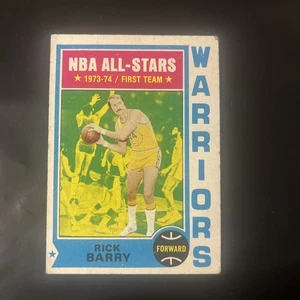 NBA ALL-STARS
★ 1973-74 / FIRST TEAM ★
WARRIORS
RICK
BARRY
FORWARD